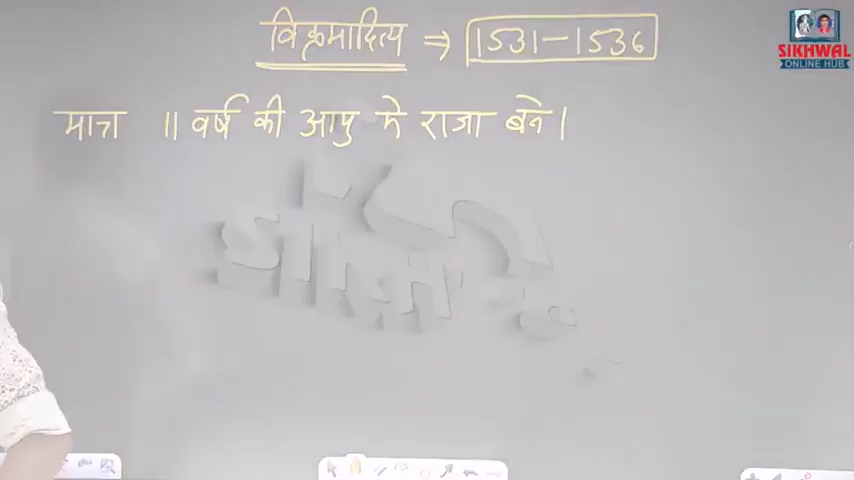 विक्रमादित्य ⇒ 1531-1536
SIKHWAL
ONLINE HUB
मात्र 11 वर्ष की आयु मे राजा बने।